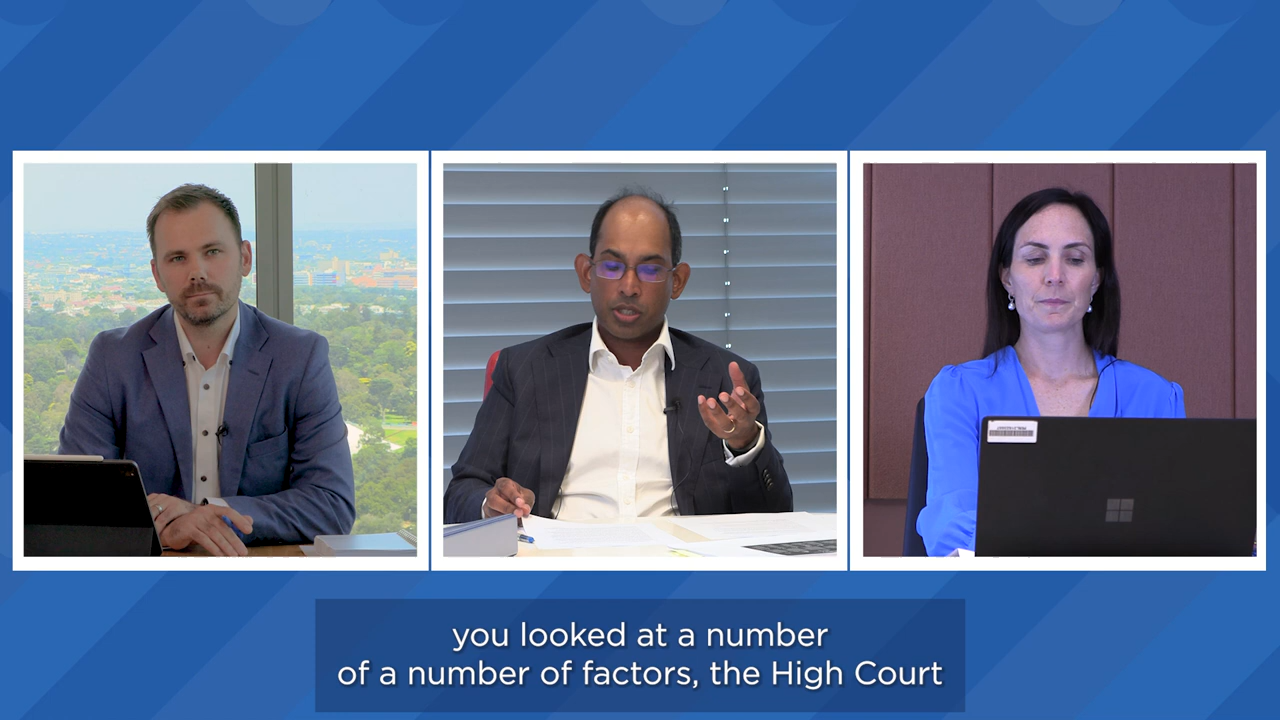 you looked at a number
of a number of factors, the High Court